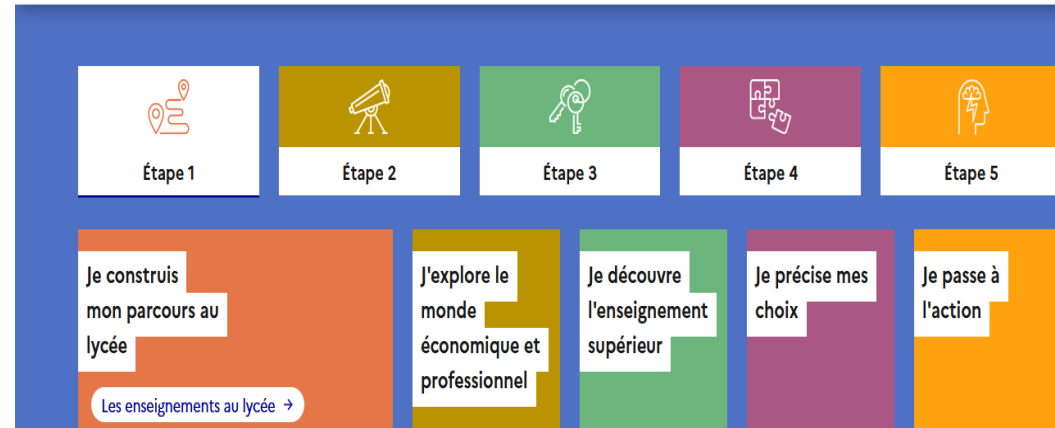 Étape 1
Étape 2
Étape 3
Étape 4
Étape 5
Je construis
mon parcours au
lycée
Les enseignements au lycée →
J'explore le
monde
économique et
professionnel
Je découvre
l'enseignement
supérieur
Je précise mes
choix
Je passe à
l'action